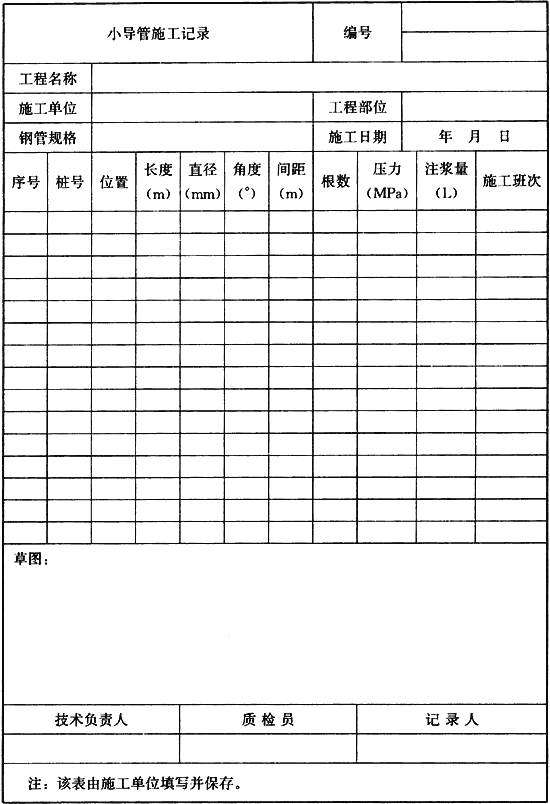 小导管施工记录 编号
工程名称
施工单位 工程部位
钢管规格 施工日期 年 月 日
序号 桩号 位置 长度(m) 直径(mm) 角度(°) 间距(m) 根数 压力(MPa) 注浆量(L) 施工班次
草图：
技术负责人 质检员 记录人
注：该表由施工单位填写并保存。